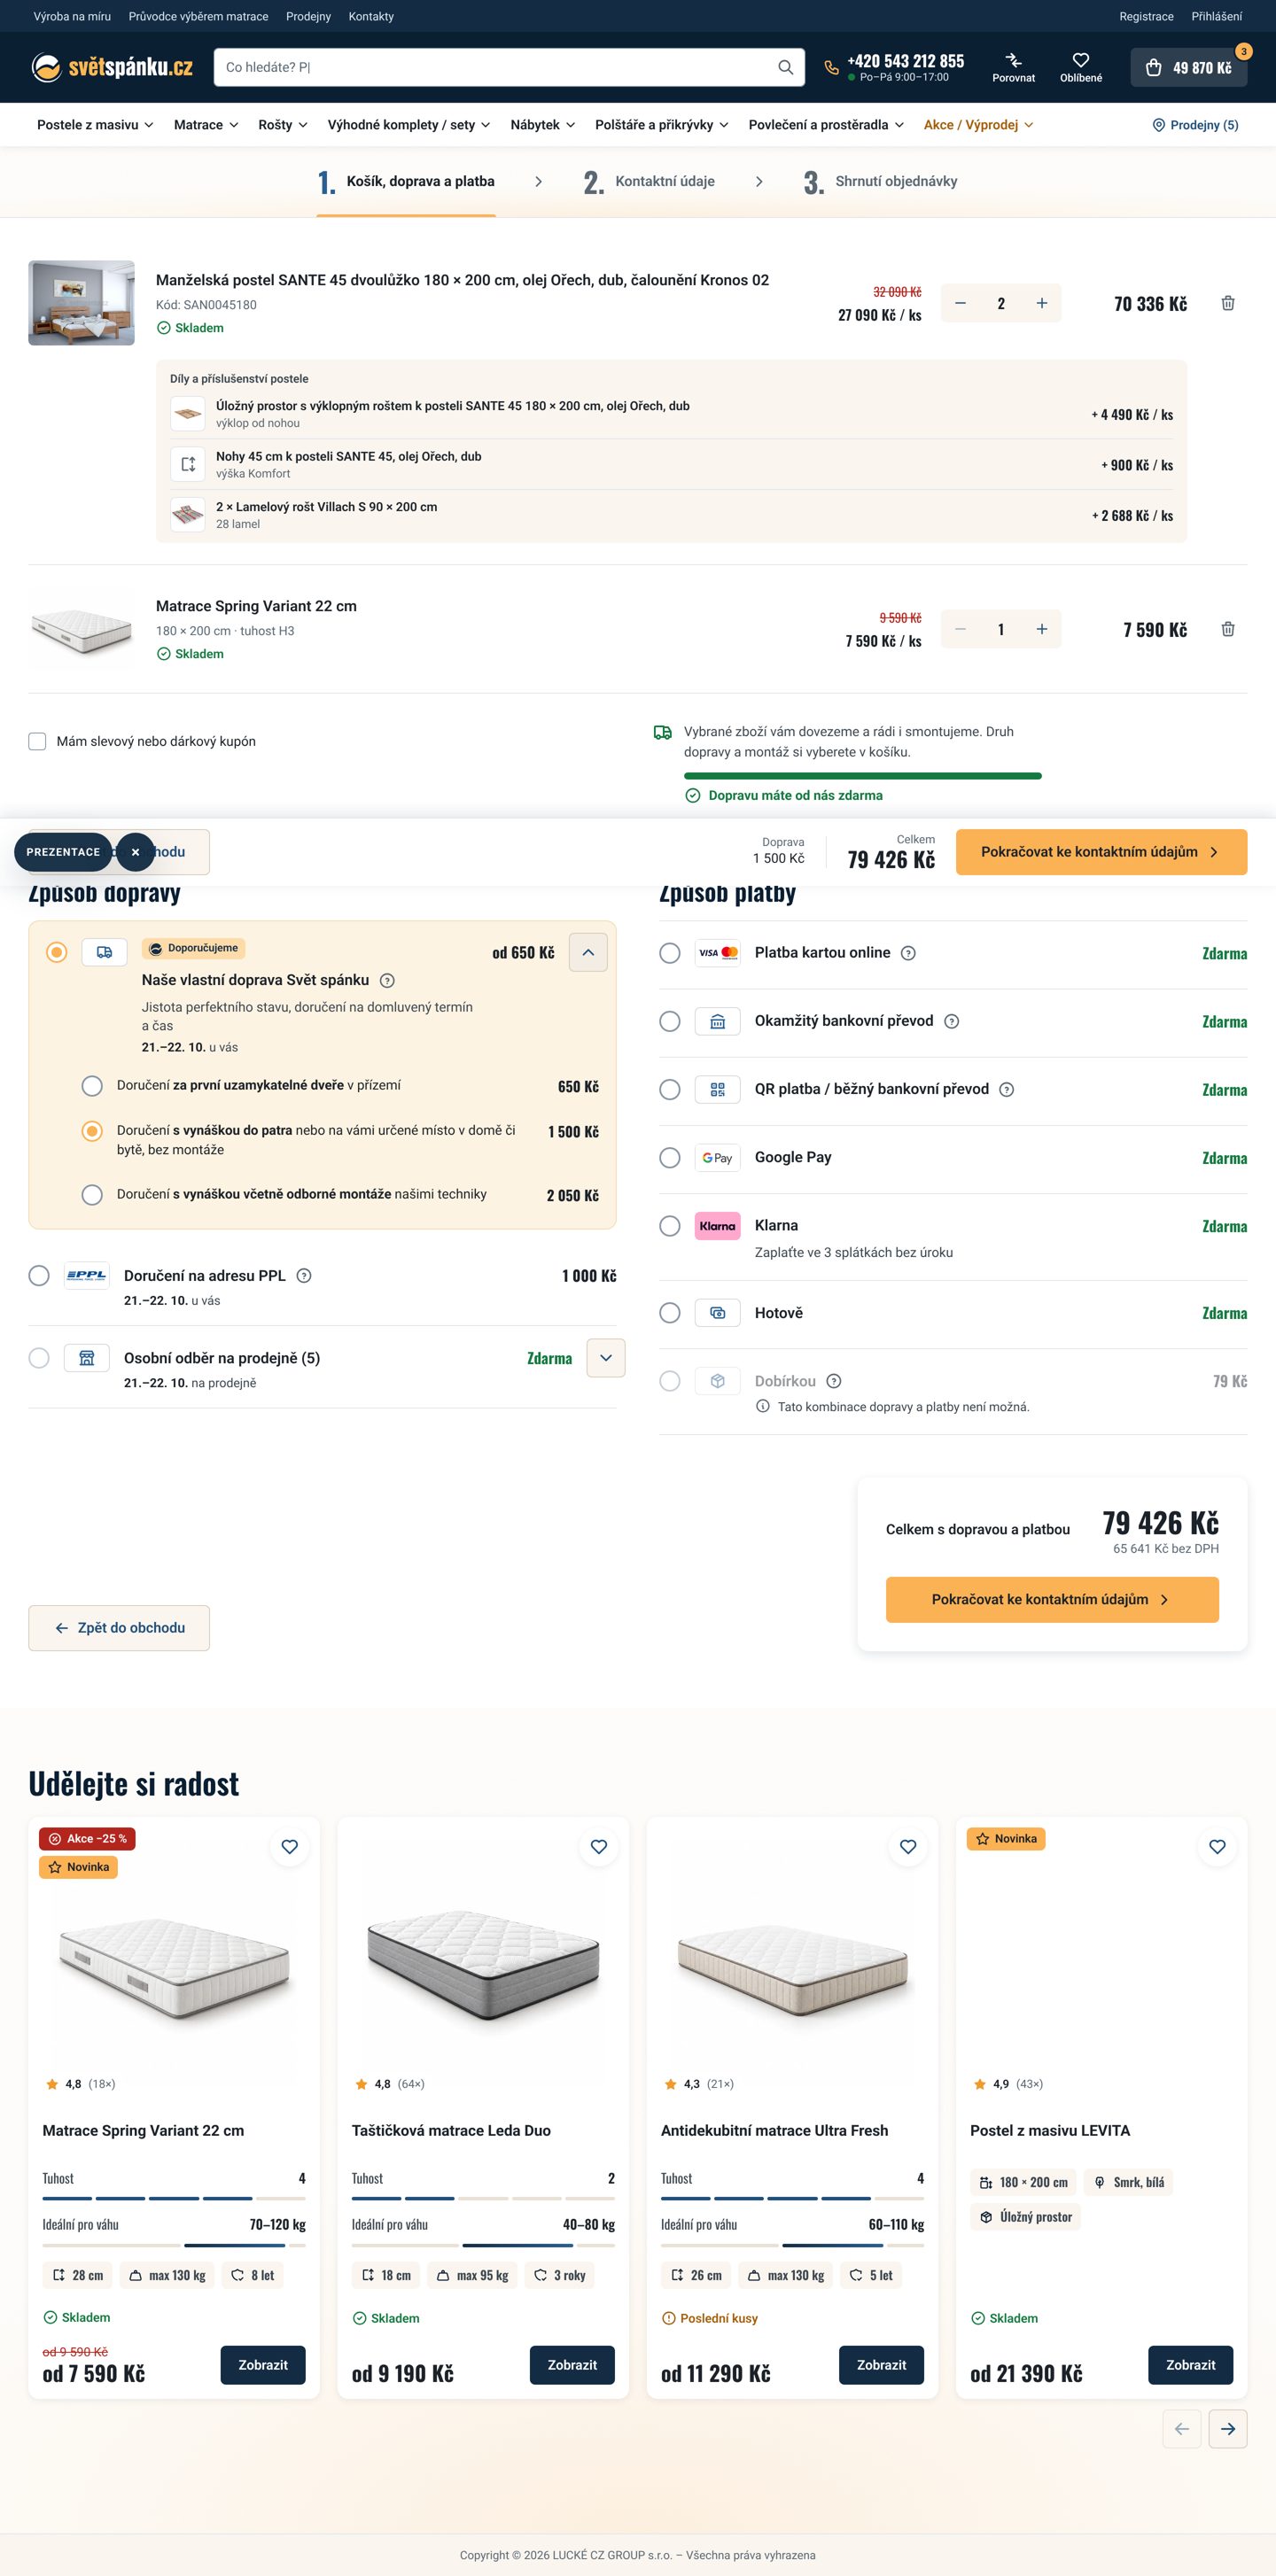 Výroba na míru Průvodce výběrem matrace Prodejny Kontakty Registrace Přihlášení
světspánku.cz Co hledáte? P| +420 543 212 855 Po–Pá 9:00–17:00 Porovnat Oblíbené 49 870 Kč 3
Postele z masivu Matrace Rošty Výhodné komplety / sety Nábytek Polštáře a přikrývky Povlečení a prostěradla Akce / Výprodej Prodejny (5)
1. Košík, doprava a platba 2. Kontaktní údaje 3. Shrnutí objednávky
Manželská postel SANTE 45 dvoulůžko 180 × 200 cm, olej Ořech, dub, čalounění Kronos 02
Kód: SAN0045180
Skladem
32 090 Kč
27 090 Kč / ks
2
70 336 Kč
Díly a příslušenství postele
Úložný prostor s výklopným roštem k posteli SANTE 45 180 × 200 cm, olej Ořech, dub
výklop od nohou
+ 4 490 Kč / ks
Nohy 45 cm k posteli SANTE 45, olej Ořech, dub
výška Komfort
+ 900 Kč / ks
2 × Lamelový rošt Villach S 90 × 200 cm
28 lamel
+ 2 688 Kč / ks
Matrace Spring Variant 22 cm
180 × 200 cm · tuhost H3
Skladem
9 590 Kč
7 590 Kč / ks
1
7 590 Kč
Mám slevový nebo dárkový kupón
Vybrané zboží vám dovezeme a rádi i smontujeme. Druh
dopravy a montáž si vyberete v košíku.
Dopravu máte od nás zdarma
PREZENTACE × hodu
Doprava
1 500 Kč
Celkem
79 426 Kč
Pokračovat ke kontaktním údajům
Způsob dopravy
Doporučujeme
od 650 Kč
Naše vlastní doprava Svět spánku
Jistota perfektního stavu, doručení na domluvený termín
a čas
21.–22. 10. u vás
Doručení za první uzamykatelné dveře v přízemí 650 Kč
Doručení s vynáškou do patra nebo na vámi určené místo v domě či 1 500 Kč
bytě, bez montáže
Doručení s vynáškou včetně odborné montáže našimi techniky 2 050 Kč
PPL Doručení na adresu PPL 1 000 Kč
21.–22. 10. u vás
Osobní odběr na prodejně (5) Zdarma
21.–22. 10. na prodejně
Způsob platby
VISA Platba kartou online Zdarma
Okamžitý bankovní převod Zdarma
QR platba / běžný bankovní převod Zdarma
G Pay Google Pay Zdarma
Klarna Klarna Zdarma
Zaplaťte ve 3 splátkách bez úroku
Hotově Zdarma
Dobírkou 79 Kč
Tato kombinace dopravy a platby není možná.
Celkem s dopravou a platbou 79 426 Kč
65 641 Kč bez DPH
Pokračovat ke kontaktním údajům
Zpět do obchodu
Udělejte si radost
Akce −25 %
Novinka
4,8 (18×)
Matrace Spring Variant 22 cm
Tuhost 4
Ideální pro váhu 70–120 kg
28 cm max 130 kg 8 let
Skladem
od 9 590 Kč
od 7 590 Kč Zobrazit
4,8 (64×)
Taštičková matrace Leda Duo
Tuhost 2
Ideální pro váhu 40–80 kg
18 cm max 95 kg 3 roky
Skladem
od 9 190 Kč Zobrazit
4,3 (21×)
Antidekubitní matrace Ultra Fresh
Tuhost 4
Ideální pro váhu 60–110 kg
26 cm max 130 kg 5 let
Poslední kusy
od 11 290 Kč Zobrazit
Novinka
4,9 (43×)
Postel z masivu LEVITA
180 × 200 cm Smrk, bílá
Úložný prostor
Skladem
od 21 390 Kč Zobrazit
Copyright © 2026 LUCKÉ CZ GROUP s.r.o. – Všechna práva vyhrazena